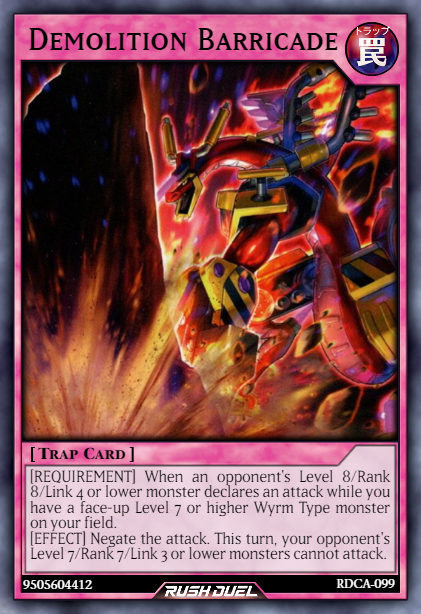 Demolition Barricade
トラップ
罠
[ Trap Card ]
[REQUIREMENT] When an opponent's Level 8/Rank
8/Link 4 or lower monster declares an attack while you
have a face-up Level 7 or higher Wyrm Type monster
on your field.
[EFFECT] Negate the attack. This turn, your opponent's
Level 7/Rank 7/Link 3 or lower monsters cannot attack.
9505604412
RUSH DUEL
RDCA-099